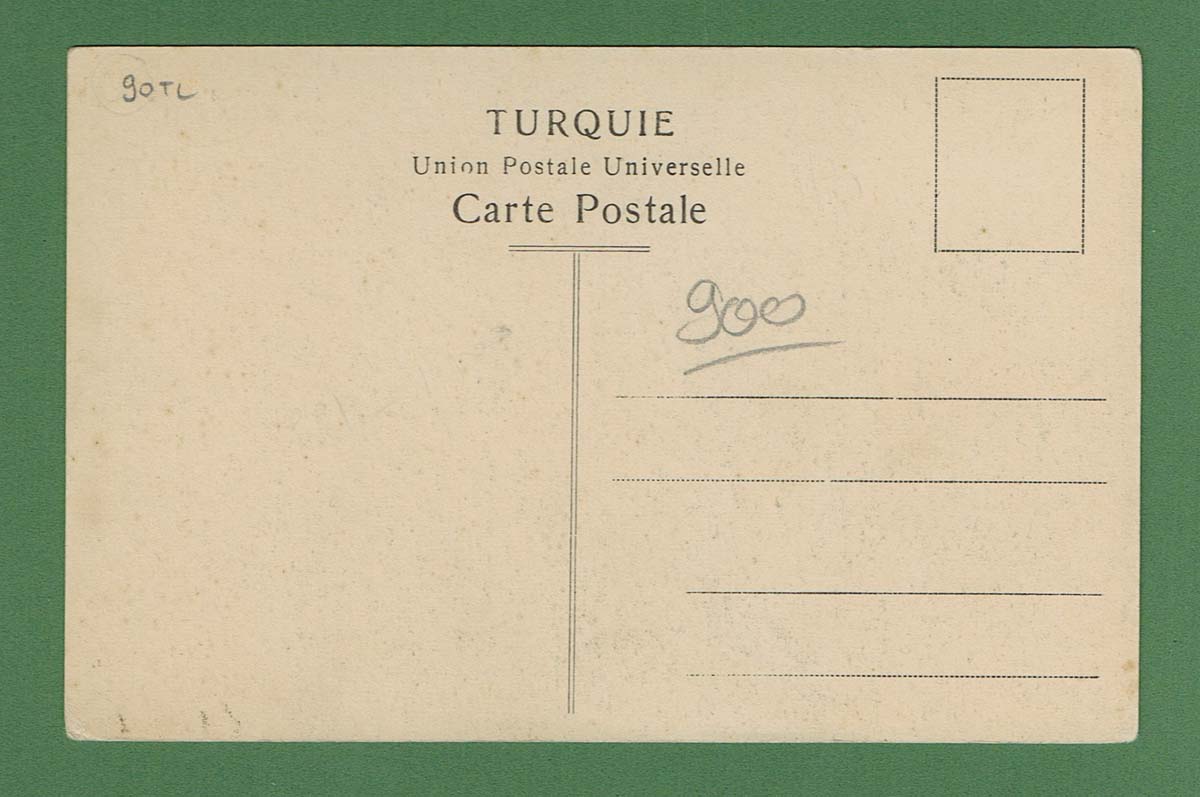 90TL
TURQUIE
Union Postale Universelle
Carte Postale
900